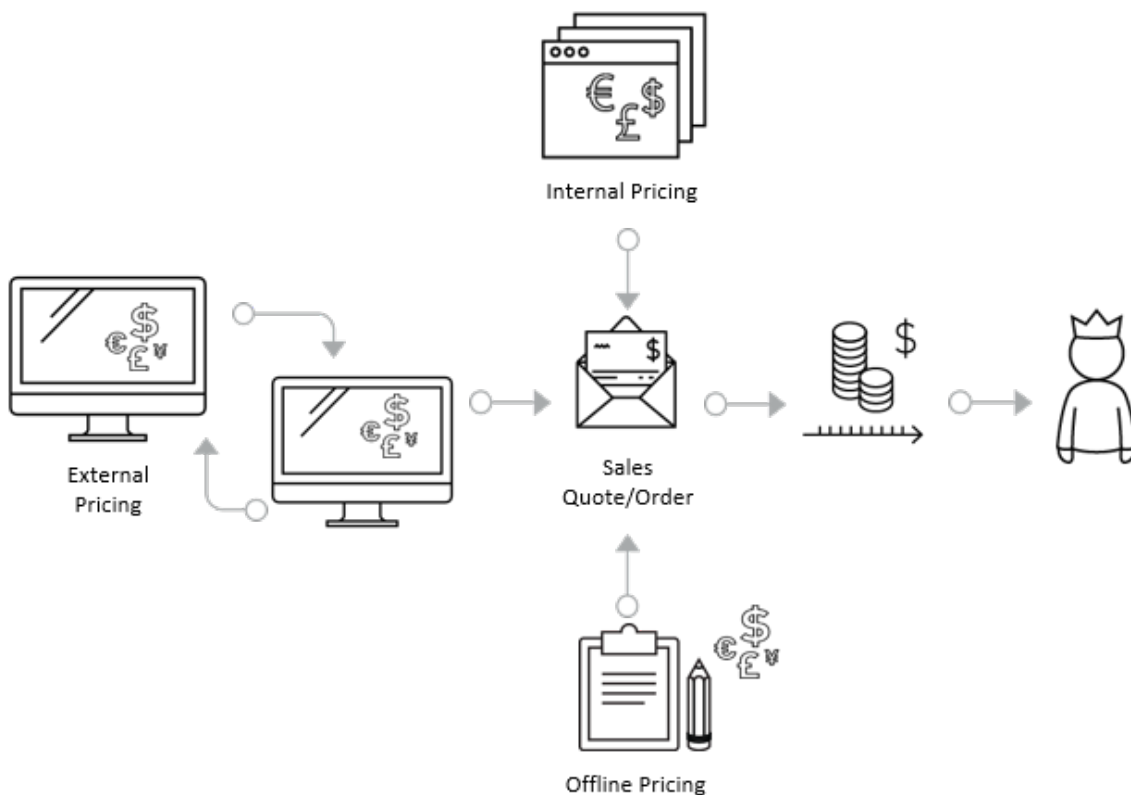 € $
£
Internal Pricing
$
€ £ ¥
$
€ £ ¥
External
Pricing
$
Sales
Quote/Order
$
$
€ £ ¥
Offline Pricing